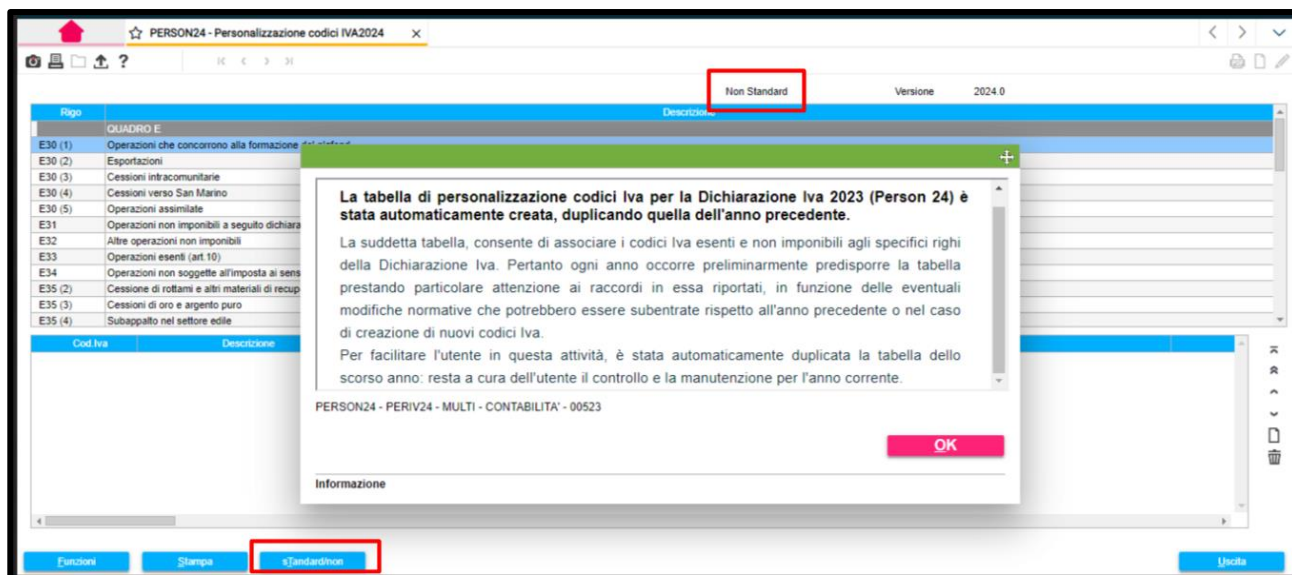 PERSON24 - Personalizzazione codici IVA2024
Non Standard Versione 2024.0
Rigo Descrizione
QUADRO E
E30 (1) Operazioni che concorrono alla formazione
E30 (2) Esportazioni
E30 (3) Cessioni intracomunitarie
E30 (4) Cessioni verso San Marino
E30 (5) Operazioni assimilate
E31 Operazioni non imponibili a seguito dichiara
E32 Altre operazioni non imponibili
E33 Operazioni esenti (art.10)
E34 Operazioni non soggette all'imposta ai sens
E35 (2) Cessione di rottami e altri materiali di recup
E35 (3) Cessioni di oro e argento puro
E35 (4) Subappalto nel settore edile
Cod.Iva Descrizione
La tabella di personalizzazione codici Iva per la Dichiarazione Iva 2023 (Person 24) è
stata automaticamente creata, duplicando quella dell'anno precedente.
La suddetta tabella, consente di associare i codici Iva esenti e non imponibili agli specifici righi
della Dichiarazione Iva. Pertanto ogni anno occorre preliminarmente predisporre la tabella
prestando particolare attenzione ai raccordi in essa riportati, in funzione delle eventuali
modifiche normative che potrebbero essere subentrate rispetto all'anno precedente o nel caso
di creazione di nuovi codici Iva.
Per facilitare l'utente in questa attività, è stata automaticamente duplicata la tabella dello
scorso anno: resta a cura dell'utente il controllo e la manutenzione per l'anno corrente.
PERSON24 - PERIV24 - MULTI - CONTABILITA' - 00523
OK
Informazione
Funzioni Stampa sTandard/non Uscita